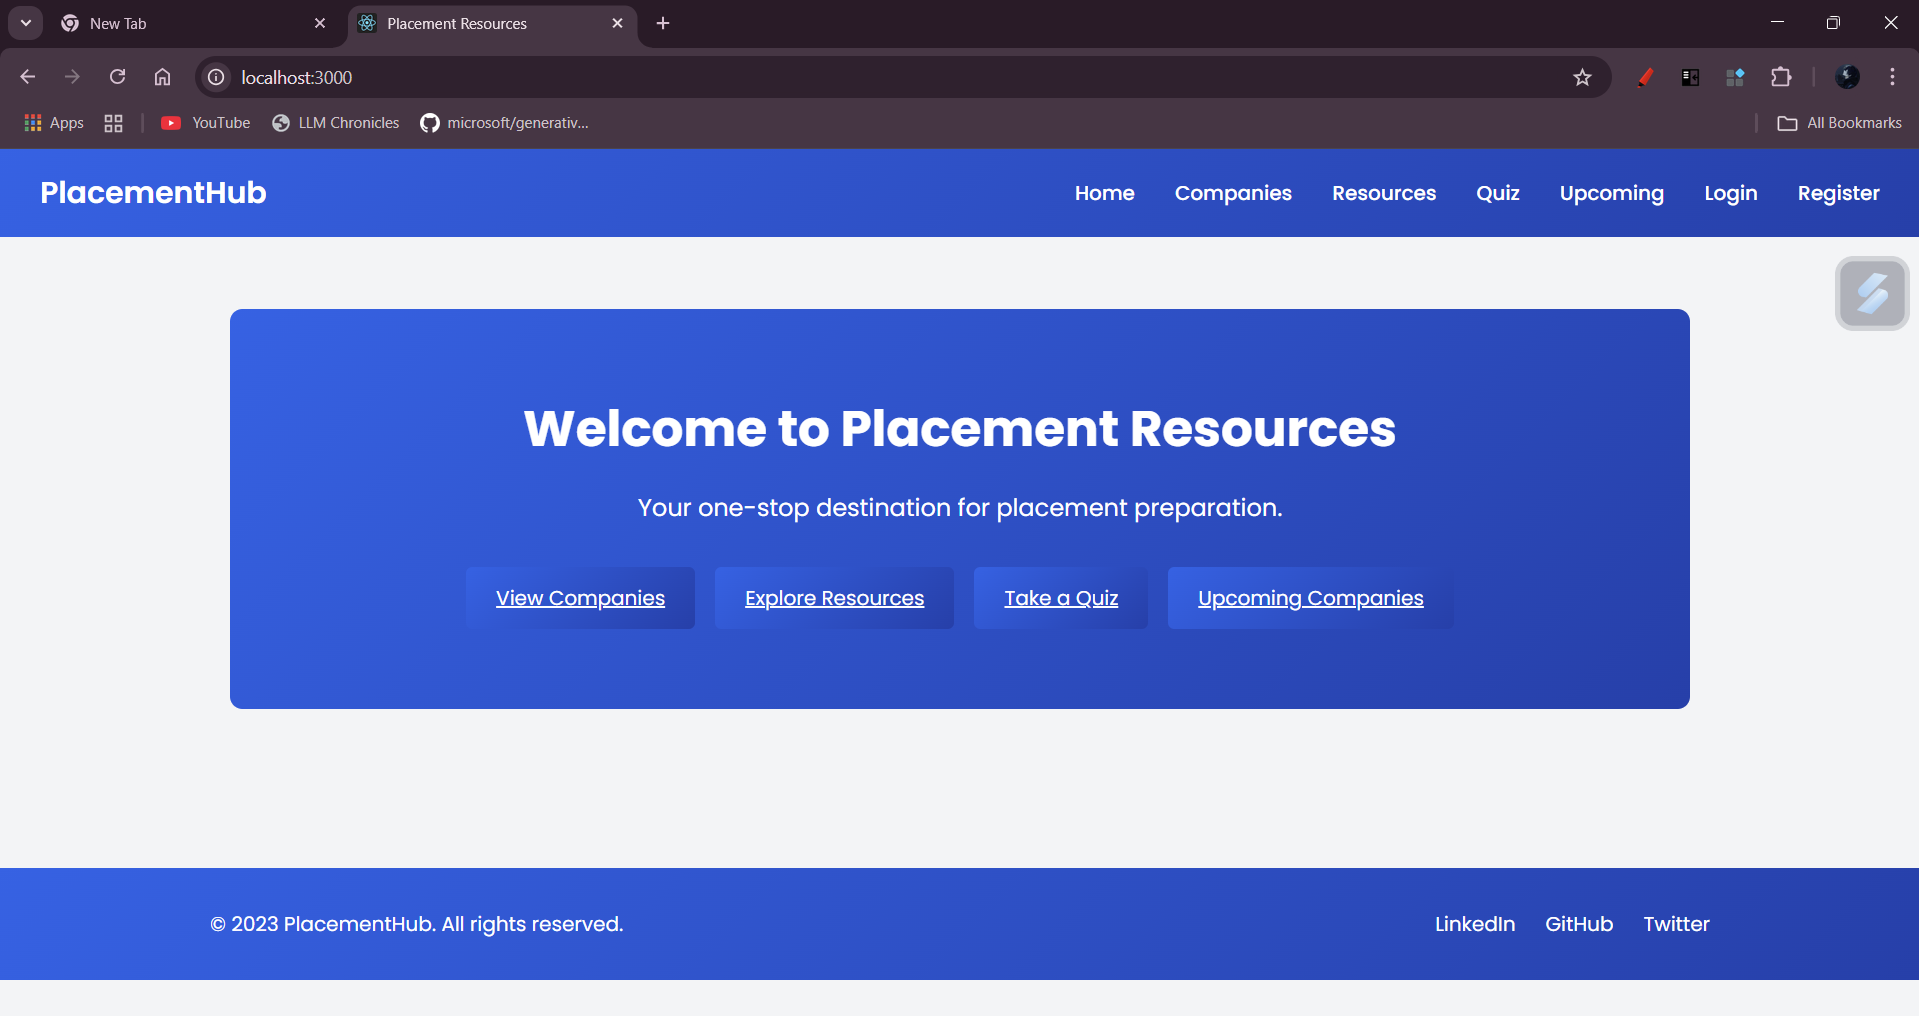 New Tab
Placement Resources
localhost:3000
Apps YouTube LLM Chronicles microsoft/generativ... All Bookmarks
PlacementHub Home Companies Resources Quiz Upcoming Login Register
Welcome to Placement Resources
Your one-stop destination for placement preparation.
View Companies Explore Resources Take a Quiz Upcoming Companies
© 2023 PlacementHub. All rights reserved. LinkedIn GitHub Twitter